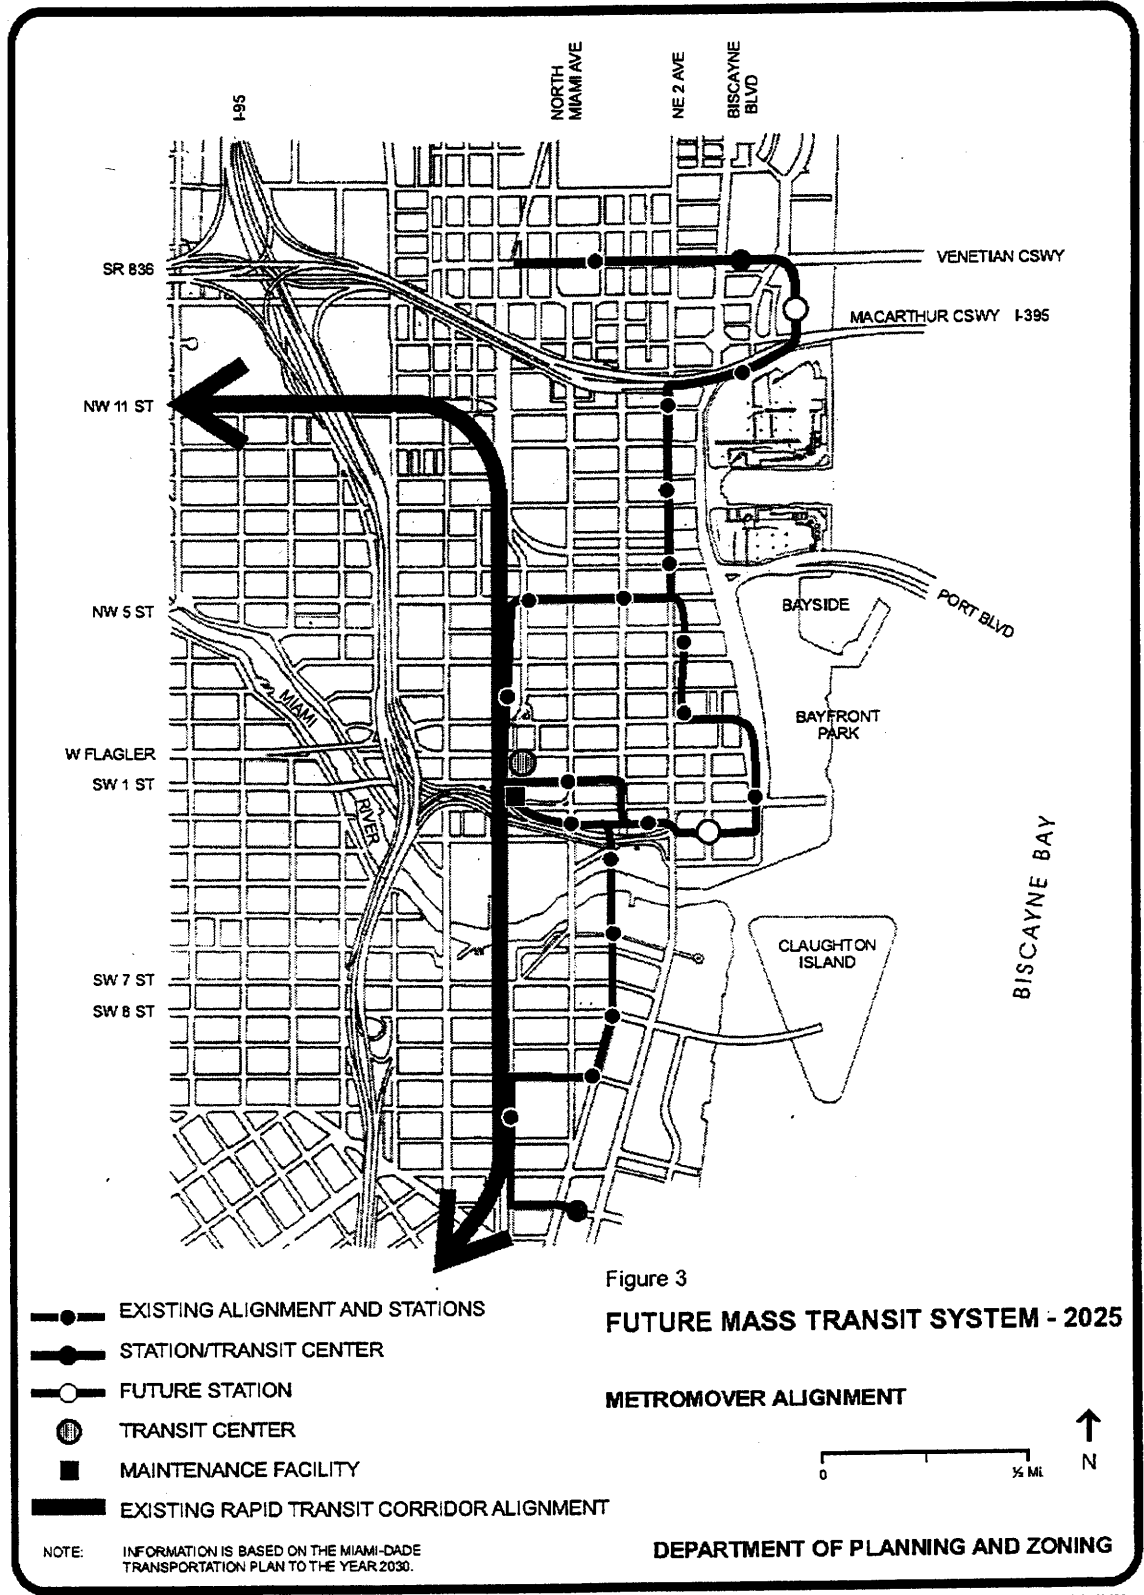 I-95
NORTH
MIAMI AVE
NE 2 AVE
BISCAYNE
BLVD
SR 836
VENETIAN CSWY
MACARTHUR CSWY I-395
NW 11 ST
NW 5 ST
BAYSIDE
PORT BLVD
MIAMI
RIVER
BAYFRONT
PARK
W FLAGLER
SW 1 ST
BISCAYNE BAY
CLAUGHTON
ISLAND
SW 7 ST
SW 8 ST
Figure 3
FUTURE MASS TRANSIT SYSTEM - 2025
METROMOVER ALIGNMENT
EXISTING ALIGNMENT AND STATIONS
STATION/TRANSIT CENTER
FUTURE STATION
TRANSIT CENTER
MAINTENANCE FACILITY
EXISTING RAPID TRANSIT CORRIDOR ALIGNMENT
N
0 ½ Mi.
NOTE: INFORMATION IS BASED ON THE MIAMI-DADE
TRANSPORTATION PLAN TO THE YEAR 2030.
DEPARTMENT OF PLANNING AND ZONING